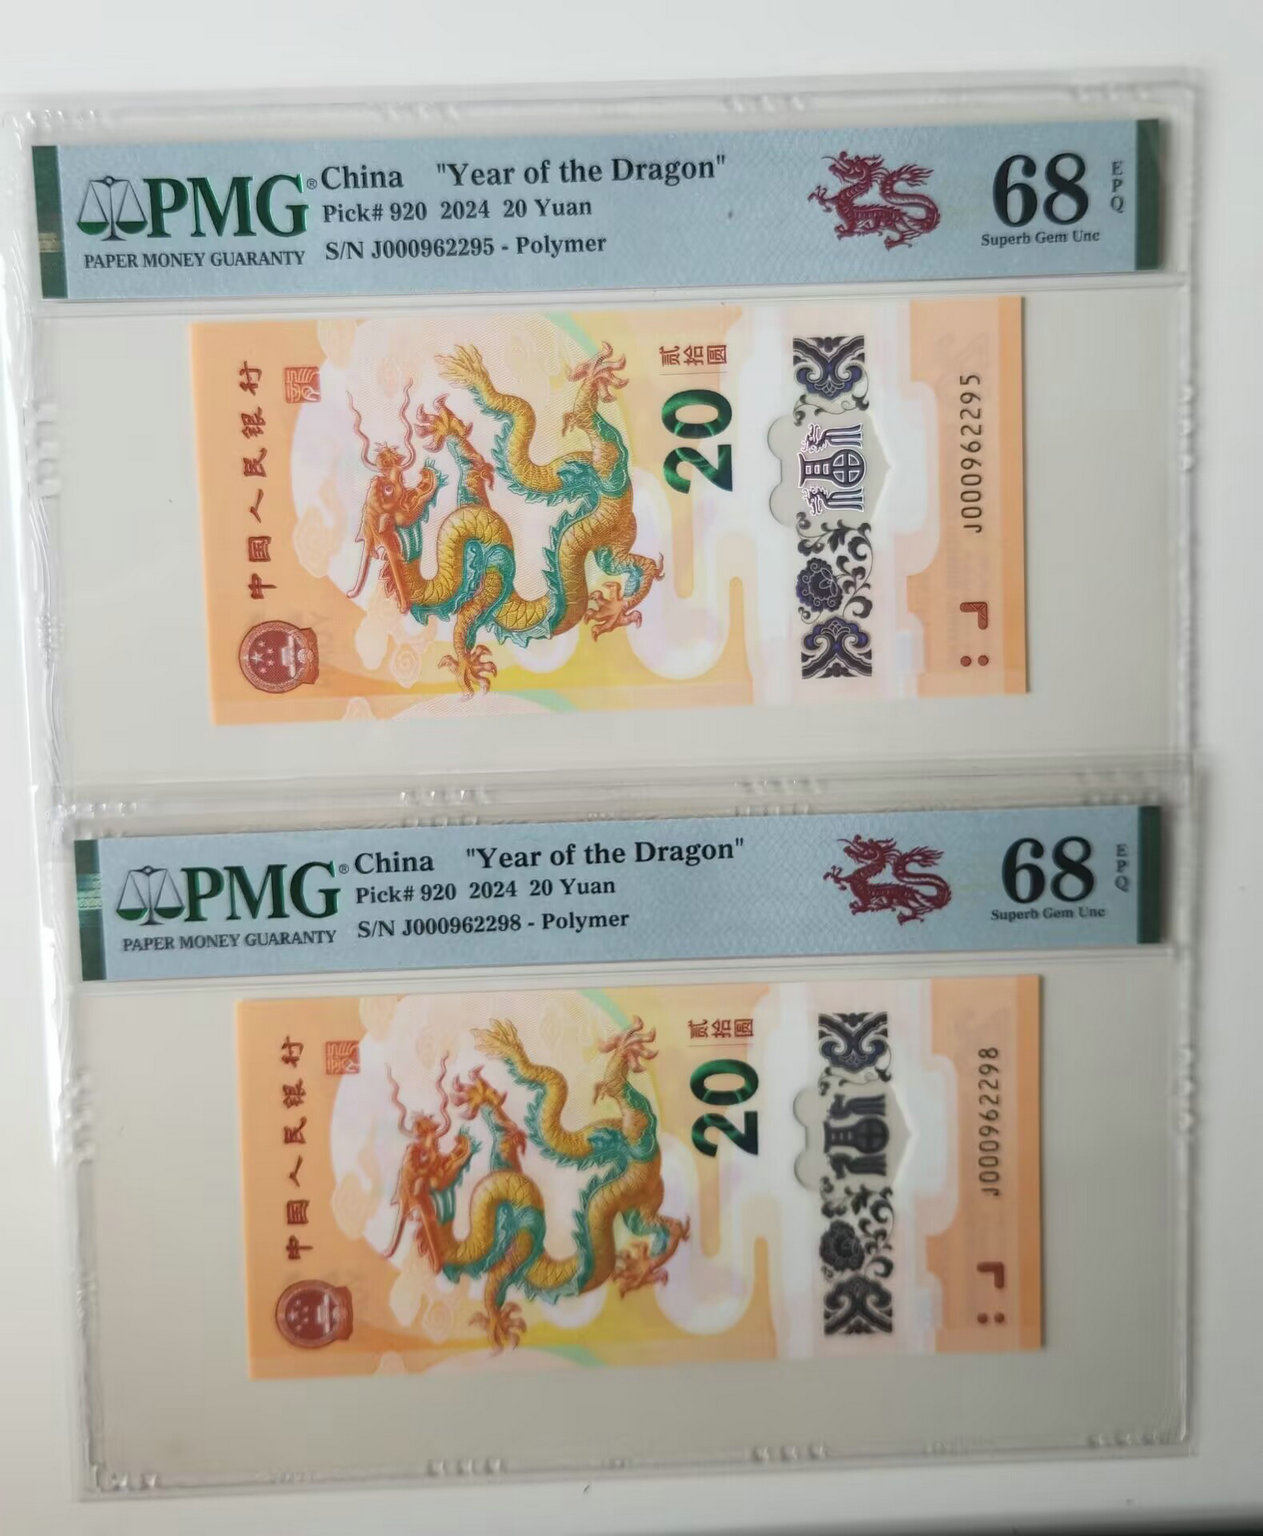 PMG® China "Year of the Dragon" 68 EPQ
Pick# 920 2024 20 Yuan
PAPER MONEY GUARANTY S/N J000962295 - Polymer Superb Gem Unc
中国人民银行
贰拾圆
20
J000962295
PMG® China "Year of the Dragon" 68 EPQ
Pick# 920 2024 20 Yuan
PAPER MONEY GUARANTY S/N J000962298 - Polymer Superb Gem Unc
中国人民银行
贰拾圆
20
J000962298